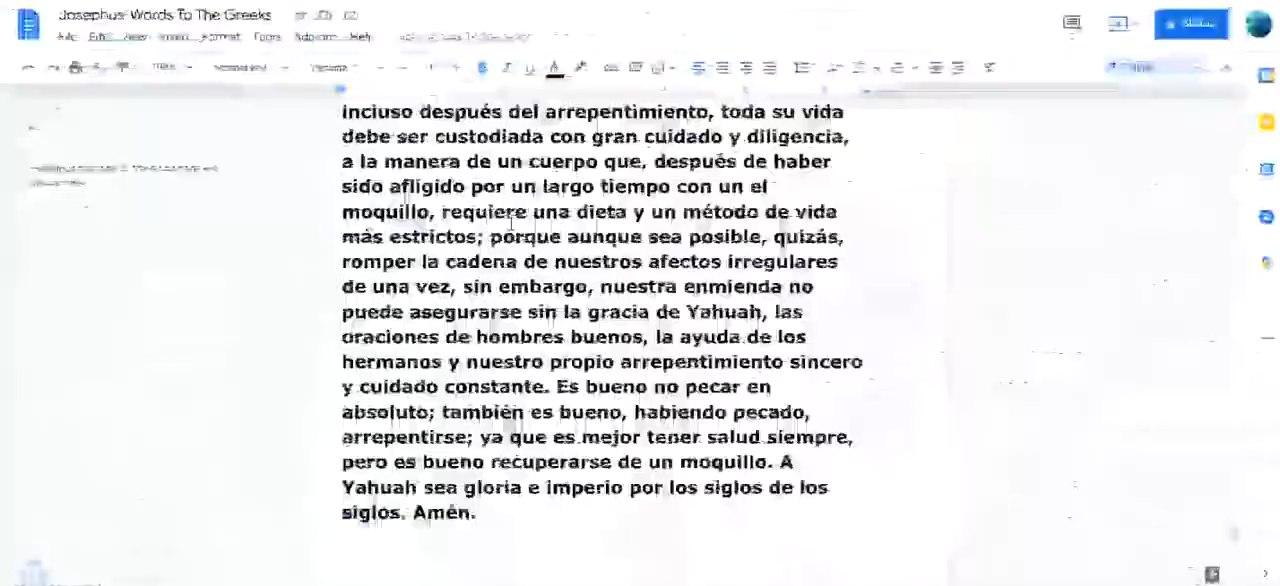 Josephus Words To The Greeks
incluso después del arrepentimiento, toda su vida
debe ser custodiada con gran cuidado y diligencia,
a la manera de un cuerpo que, después de haber
sido afligido por un largo tiempo con un el
moquillo, requiere una dieta y un método de vida
más estrictos; porque aunque sea posible, quizás,
romper la cadena de nuestros afectos irregulares
de una vez, sin embargo, nuestra enmienda no
puede asegurarse sin la gracia de Yahuah, las
oraciones de hombres buenos, la ayuda de los
hermanos y nuestro propio arrepentimiento sincero
y cuidado constante. Es bueno no pecar en
absoluto; también es bueno, habiendo pecado,
arrepentirse; ya que es mejor tener salud siempre,
pero es bueno recuperarse de un moquillo. A
Yahuah sea gloria e imperio por los siglos de los
siglos. Amén.